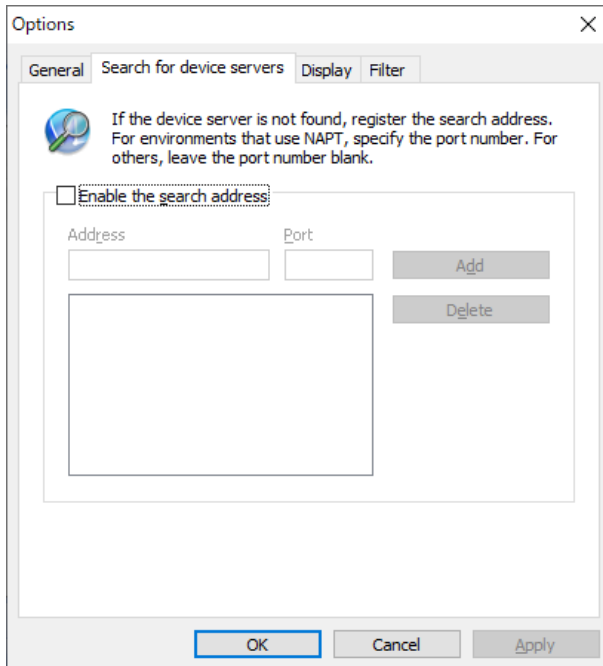 Options
General Search for device servers Display Filter
If the device server is not found, register the search address.
For environments that use NAPT, specify the port number. For
others, leave the port number blank.
Enable the search address
Address Port
Add
Delete
OK Cancel Apply